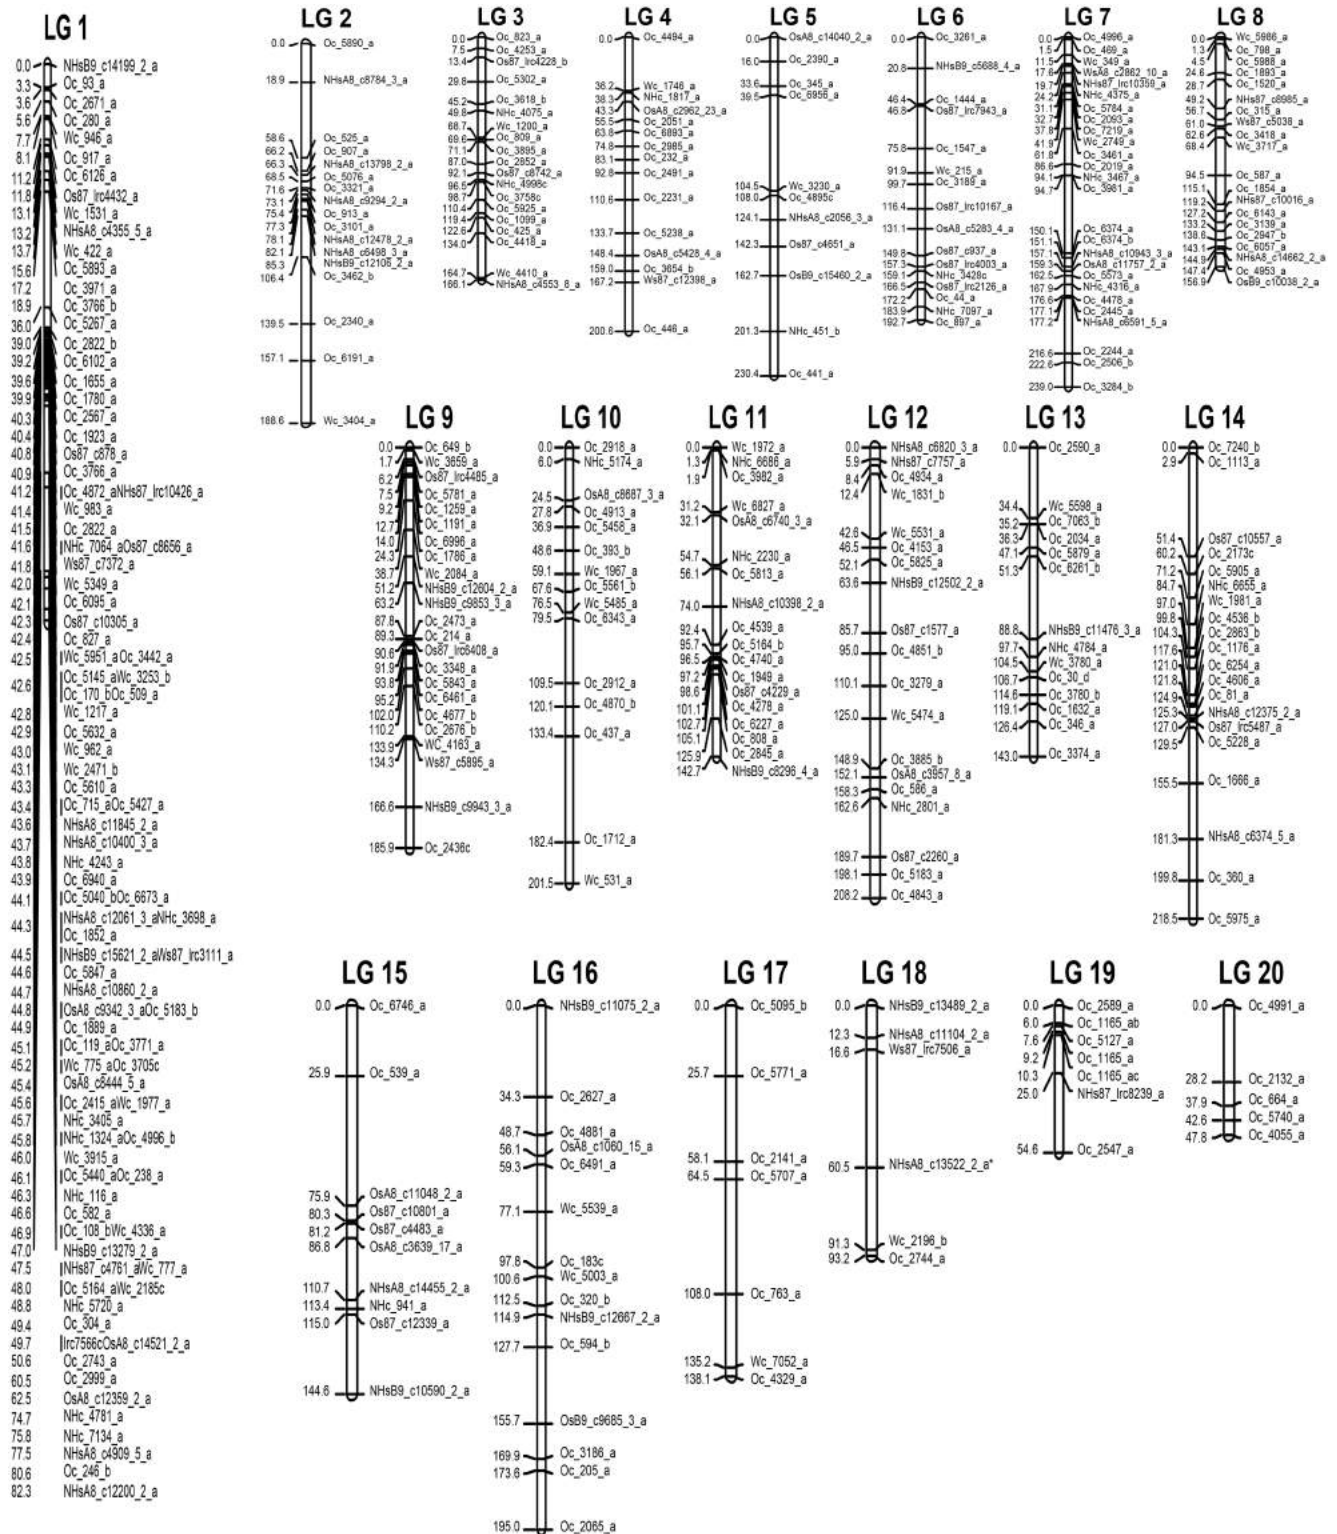 LG 1
0.0 NHsB9_c14199_2_a
3.3 Oc_93_a
3.6 Oc_2671_a
5.6 Oc_280_a
7.7 Wc_946_a
8.1 Oc_917_a
11.2 Oc_6126_a
11.8 Os87_lrc4432_a
13.1 Wc_1531_a
13.2 NHsA8_c4355_5_a
13.7 Wc_422_a
15.6 Oc_5893_a
17.2 Oc_3971_a
18.9 Oc_3766_b
36.0 Oc_5267_a
39.0 Oc_2822_b
39.2 Oc_6102_a
39.6 Oc_1655_a
39.9 Oc_1780_a
40.3 Oc_2567_a
40.4 Oc_1923_a
40.8 Os87_c878_a
40.9 Oc_3766_a
41.2 Oc_4872_aNHs87_lrc10426_a
41.4 Wc_983_a
41.5 Oc_2822_a
41.6 NHc_7064_aOs87_c8656_a
41.8 Ws87_c7372_a
42.0 Wc_5349_a
42.1 Oc_6095_a
42.3 Os87_c10305_a
42.4 Oc_827_a
42.5 Wc_5951_aOc_3442_a
42.6 Oc_5145_aWc_3253_b
Oc_170_bOc_509_a
42.8 Wc_1217_a
42.9 Oc_5632_a
43.0 Wc_962_a
43.1 Wc_2471_b
43.3 Oc_5610_a
43.4 Oc_715_aOc_5427_a
43.6 NHsA8_c11845_2_a
43.7 NHsA8_c10400_3_a
43.8 NHc_4243_a
43.9 Oc_6940_a
44.1 Oc_5040_bOc_6673_a
44.3 NHsA8_c12061_3_aNHc_3698_a
Oc_1852_a
44.5 NHsB9_c15621_2_aWs87_lrc3111_a
44.6 Oc_5847_a
44.7 NHsA8_c10860_2_a
44.8 OsA8_c9342_3_aOc_5183_b
44.9 Oc_1889_a
45.1 Oc_119_aOc_3771_a
45.2 Wc_775_aOc_3705c
45.4 OsA8_c8444_5_a
45.6 Oc_2415_aWc_1977_a
45.7 NHc_3405_a
45.8 NHc_1324_aOc_4996_b
46.0 Wc_3915_a
46.1 Oc_5440_aOc_238_a
46.3 NHc_116_a
46.6 Oc_582_a
46.9 Oc_108_bWc_4336_a
47.0 NHsB9_c13279_2_a
47.5 NHs87_c4761_aWc_777_a
48.0 Oc_5164_aWc_2185c
48.8 NHc_5720_a
49.4 Oc_304_a
49.7 lrc7566cOsA8_c14521_2_a
50.6 Oc_2743_a
60.5 Oc_2999_a
62.5 OsA8_c12359_2_a
74.7 NHc_4781_a
75.8 NHc_7134_a
77.5 NHsA8_c4909_5_a
80.6 Oc_246_b
82.3 NHsA8_c12200_2_a
LG 2
0.0 Oc_5890_a
18.9 NHsA8_c8784_3_a
58.6 Oc_525_a
66.2 Oc_907_a
66.3 NHsA8_c13798_2_a
68.5 Oc_5076_a
71.6 Oc_3321_a
73.1 NHsA8_c9294_2_a
75.4 Oc_913_a
77.3 Oc_3101_a
78.1 NHsA8_c12478_2_a
82.1 NHsA8_c6498_3_a
85.3 NHsB9_c12106_2_a
106.4 Oc_3462_b
139.5 Oc_2340_a
157.1 Oc_6191_a
188.6 Wc_3404_a
LG 3
0.0 Oc_823_a
7.5 Oc_4253_a
13.4 Os87_lrc4228_b
29.8 Oc_5302_a
45.2 Oc_3618_b
49.8 NHc_4075_a
68.7 Wc_1200_a
69.6 Oc_809_a
71.1 Oc_3895_a
87.0 Oc_2852_a
92.1 Os87_c8742_a
96.5 NHc_4998c
98.7 Oc_3758c
110.4 Oc_5925_a
119.4 Oc_1099_a
122.6 Oc_425_a
134.0 Oc_4418_a
164.7 Wc_4410_a
166.1 NHsA8_c4553_8_a
LG 4
0.0 Oc_4494_a
36.2 Wc_1746_a
38.3 NHc_1817_a
43.3 OsA8_c2962_23_a
55.5 Oc_2051_a
63.8 Oc_6893_a
74.8 Oc_2985_a
83.1 Oc_232_a
92.8 Oc_2491_a
110.6 Oc_2231_a
133.7 Oc_5238_a
148.4 OsA8_c5428_4_a
159.0 Oc_3654_b
167.2 Ws87_c12398_a
200.6 Oc_446_a
LG 5
0.0 OsA8_c14040_2_a
16.0 Oc_2390_a
33.6 Oc_345_a
39.5 Oc_6956_a
104.5 Wc_3230_a
108.0 Oc_4895c
124.1 NHsA8_c2056_3_a
142.3 Os87_c4651_a
162.7 OsB9_c15460_2_a
201.3 NHc_451_b
230.4 Oc_441_a
LG 6
0.0 Oc_3261_a
20.8 NHsB9_c5688_4_a
46.4 Oc_1444_a
46.8 Os87_lrc7943_a
75.8 Oc_1547_a
91.9 Wc_215_a
99.7 Oc_3189_a
116.4 Os87_lrc10167_a
131.1 OsA8_c5283_4_a
149.8 Os87_c937_a
157.3 Os87_lrc4003_a
159.1 NHc_3428c
166.5 Os87_lrc2126_a
172.2 Oc_44_a
183.9 NHc_7097_a
192.7 Oc_897_a
LG 7
0.0 Oc_4996_a
1.5 Oc_469_a
11.5 Wc_349_a
17.6 WsA8_c2862_10_a
19.7 NHs87_lrc10359_a
24.2 NHc_4375_a
31.1 Oc_5784_a
32.7 Oc_2093_a
37.8 Oc_7219_a
41.9 Wc_2749_a
61.8 Oc_3461_a
86.6 Oc_2019_a
94.1 NHc_3467_a
94.7 Oc_3981_a
150.1 Oc_6374_a
151.1 Oc_6374_b
157.1 NHsA8_c10943_3_a
159.3 OsA8_c11757_2_a
162.5 Oc_5573_a
167.9 NHc_4316_a
176.6 Oc_4478_a
177.1 Oc_2445_a
177.2 NHsA8_c6591_5_a
216.6 Oc_2244_a
222.6 Oc_2506_b
239.0 Oc_3284_b
LG 8
0.0 Wc_5986_a
1.3 Oc_798_a
4.5 Oc_5988_a
24.6 Oc_1893_a
28.7 Oc_1520_a
49.2 NHs87_c8985_a
56.7 Oc_315_a
61.0 Ws87_c5038_a
62.6 Oc_3418_a
68.4 Wc_3717_a
94.5 Oc_587_a
115.1 Oc_1854_a
119.2 NHs87_c10016_a
127.2 Oc_6143_a
133.2 Oc_3139_a
138.6 Oc_2947_b
143.1 Oc_6057_a
144.9 NHsA8_c14662_2_a
147.4 Oc_4953_a
156.9 OsB9_c10038_2_a
LG 9
0.0 Oc_649_b
1.7 Wc_3859_a
6.2 Os87_lrc4485_a
7.5 Oc_5781_a
9.2 Oc_1259_a
12.7 Oc_1191_a
14.0 Oc_6996_a
24.3 Oc_1786_a
38.7 Wc_2084_a
51.2 NHsB9_c12604_2_a
63.2 NHsB9_c9853_3_a
87.8 Oc_2473_a
89.3 Oc_214_a
90.6 Os87_lrc6408_a
91.9 Oc_3348_a
93.8 Oc_5843_a
95.2 Oc_6461_a
102.0 Oc_4677_b
110.2 Oc_2676_b
133.9 WC_4163_a
134.3 Ws87_c5895_a
166.6 NHsB9_c9943_3_a
185.9 Oc_2436c
LG 10
0.0 Oc_2918_a
6.0 NHc_5174_a
24.5 OsA8_c8687_3_a
27.8 Oc_4913_a
36.9 Oc_5458_a
48.6 Oc_393_b
59.1 Wc_1967_a
67.6 Oc_5561_b
76.5 Wc_5485_a
79.5 Oc_6343_a
109.5 Oc_2912_a
120.1 Oc_4870_b
133.4 Oc_437_a
182.4 Oc_1712_a
201.5 Wc_531_a
LG 11
0.0 Wc_1972_a
1.3 NHc_6686_a
1.9 Oc_3982_a
31.2 Wc_6827_a
32.1 OsA8_c6740_3_a
54.7 NHc_2230_a
56.1 Oc_5813_a
74.0 NHsA8_c10398_2_a
92.4 Oc_4539_a
95.7 Oc_5164_b
96.5 Oc_4740_a
97.2 Oc_1949_a
98.6 Os87_c4229_a
101.1 Oc_4278_a
102.7 Oc_6227_a
105.1 Oc_808_a
125.9 Oc_2845_a
142.7 NHsB9_c8296_4_a
LG 12
0.0 NHsA8_c6820_3_a
5.9 NHs87_c7757_a
8.4 Oc_4934_a
12.4 Wc_1831_b
42.6 Wc_5531_a
46.5 Oc_4153_a
52.1 Oc_5825_a
63.6 NHsB9_c12502_2_a
85.7 Os87_c1577_a
95.0 Oc_4851_b
110.1 Oc_3279_a
125.0 Wc_5474_a
148.9 Oc_3885_b
152.1 OsA8_c3957_8_a
158.3 Oc_586_a
162.6 NHc_2801_a
189.7 Os87_c2260_a
198.1 Oc_5183_a
208.2 Oc_4843_a
LG 13
0.0 Oc_2590_a
34.4 Wc_5598_a
35.2 Oc_7063_b
36.3 Oc_2034_a
47.1 Oc_5879_a
51.3 Oc_6261_b
88.8 NHsB9_c11476_3_a
97.7 NHc_4784_a
104.5 Wc_3780_a
106.7 Oc_30_d
114.6 Oc_3780_b
119.1 Oc_1632_a
126.4 Oc_346_a
143.0 Oc_3374_a
LG 14
0.0 Oc_7240_b
2.9 Oc_1113_a
51.4 Os87_c10557_a
60.2 Oc_2173c
71.2 Oc_5905_a
84.7 NHc_6655_a
97.0 Wc_1981_a
99.8 Oc_4536_b
104.3 Oc_2863_b
117.6 Oc_1176_a
121.0 Oc_6254_a
121.8 Oc_4606_a
124.9 Oc_81_a
125.3 NHsA8_c12375_2_a
127.0 Os87_lrc5487_a
129.5 Oc_5228_a
155.5 Oc_1666_a
181.3 NHsA8_c6374_5_a
199.8 Oc_360_a
218.5 Oc_5975_a
LG 15
0.0 Oc_6746_a
25.9 Oc_539_a
75.9 OsA8_c11048_2_a
80.3 Os87_c10801_a
81.2 Os87_c4483_a
86.8 OsA8_c3639_17_a
110.7 NHsA8_c14455_2_a
113.4 NHc_941_a
115.0 Os87_c12339_a
144.6 NHsB9_c10590_2_a
LG 16
0.0 NHsB9_c11075_2_a
34.3 Oc_2627_a
48.7 Oc_4881_a
56.1 OsA8_c1060_15_a
59.3 Oc_6491_a
77.1 Wc_5539_a
97.8 Oc_183c
100.6 Wc_5003_a
112.5 Oc_320_b
114.9 NHsB9_c12667_2_a
127.7 Oc_594_b
155.7 OsB9_c9685_3_a
169.9 Oc_3186_a
173.6 Oc_205_a
195.0 Oc_2065_a
LG 17
0.0 Oc_5095_b
25.7 Oc_5771_a
58.1 Oc_2141_a
64.5 Oc_5707_a
108.0 Oc_763_a
135.2 Wc_7052_a
138.1 Oc_4329_a
LG 18
0.0 NHsB9_c13489_2_a
12.3 NHsA8_c11104_2_a
16.6 Ws87_lrc7506_a
60.5 NHsA8_c13522_2_a*
91.3 Wc_2196_b
93.2 Oc_2744_a
LG 19
0.0 Oc_2589_a
6.0 Oc_1165_ab
7.6 Oc_5127_a
9.2 Oc_1165_a
10.3 Oc_1165_ac
25.0 NHs87_lrc8239_a
54.6 Oc_2547_a
LG 20
0.0 Oc_4991_a
28.2 Oc_2132_a
37.9 Oc_664_a
42.6 Oc_5740_a
47.8 Oc_4055_a